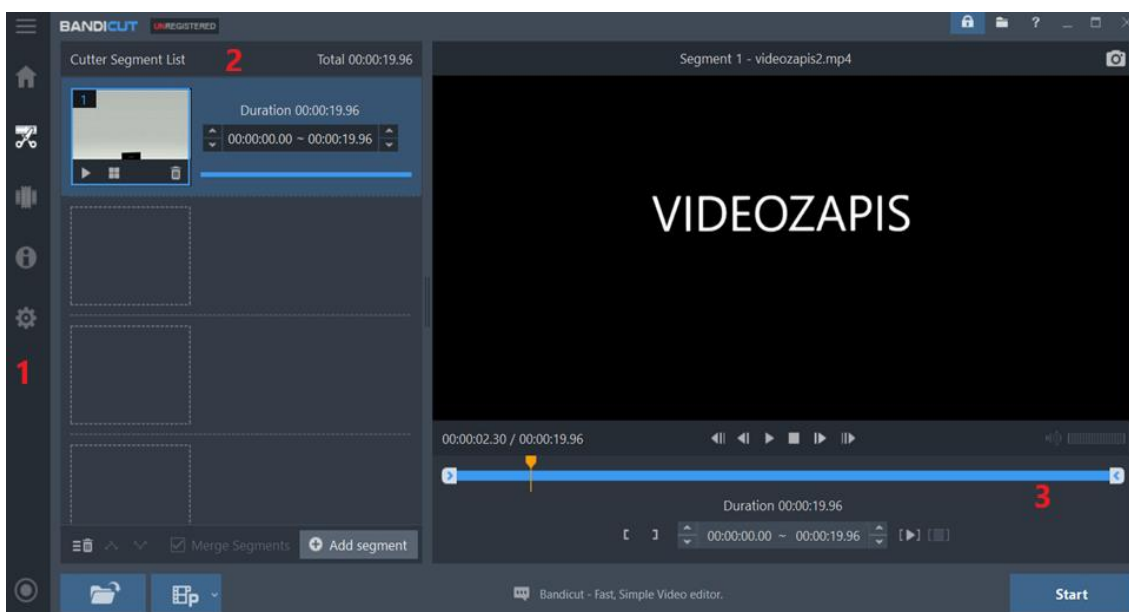 BANDICUT UNREGISTERED
?
Cutter Segment List 2 Total 00:00:19.96
1
Duration 00:00:19.96
00:00:00.00 ~ 00:00:19.96
1
Merge Segments Add segment
Segment 1 - videozapis2.mp4
VIDEOZAPIS
00:00:02.30 / 00:00:19.96
3
Duration 00:00:19.96
[ ] 00:00:00.00 ~ 00:00:19.96
p Bandicut - Fast, Simple Video editor. Start